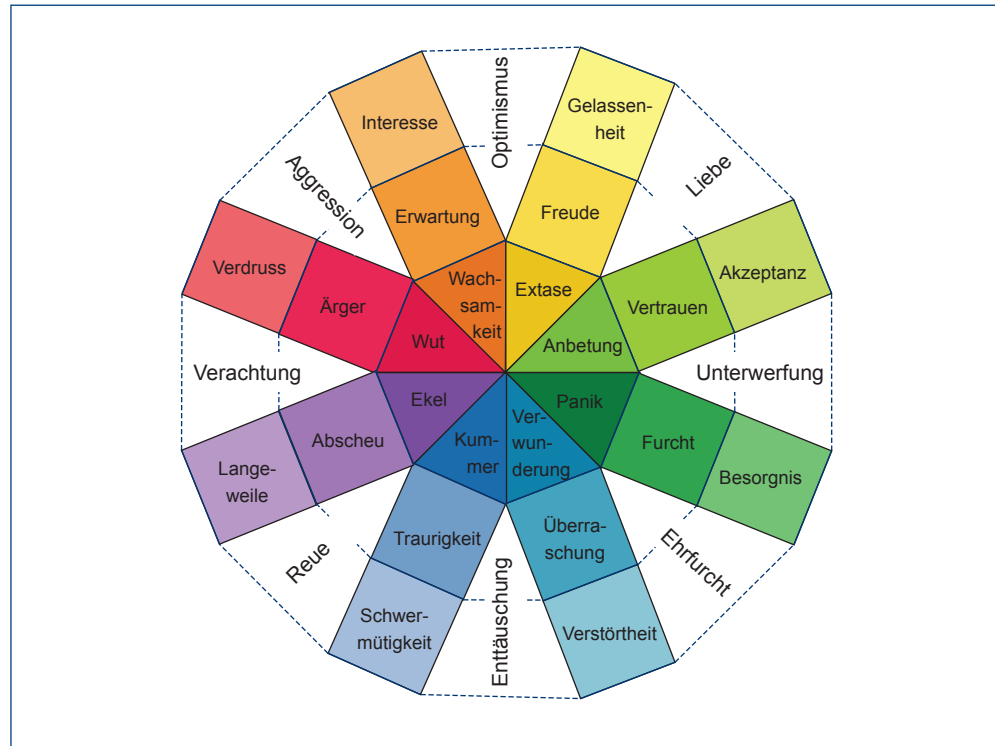 Optimismus
Interesse
Gelassen-
heit
Aggression
Liebe
Erwartung
Freude
Verdruss
Akzeptanz
Ärger
Wach-
sam-
keit
Extase
Vertrauen
Wut
Anbetung
Verachtung
Unterwerfung
Ekel
Panik
Abscheu
Kum-
mer
Ver-
wun-
derung
Furcht
Lange-
weile
Besorgnis
Traurigkeit
Überra-
schung
Reue
Ehrfurcht
Enttäuschung
Schwer-
mütigkeit
Verstörtheit